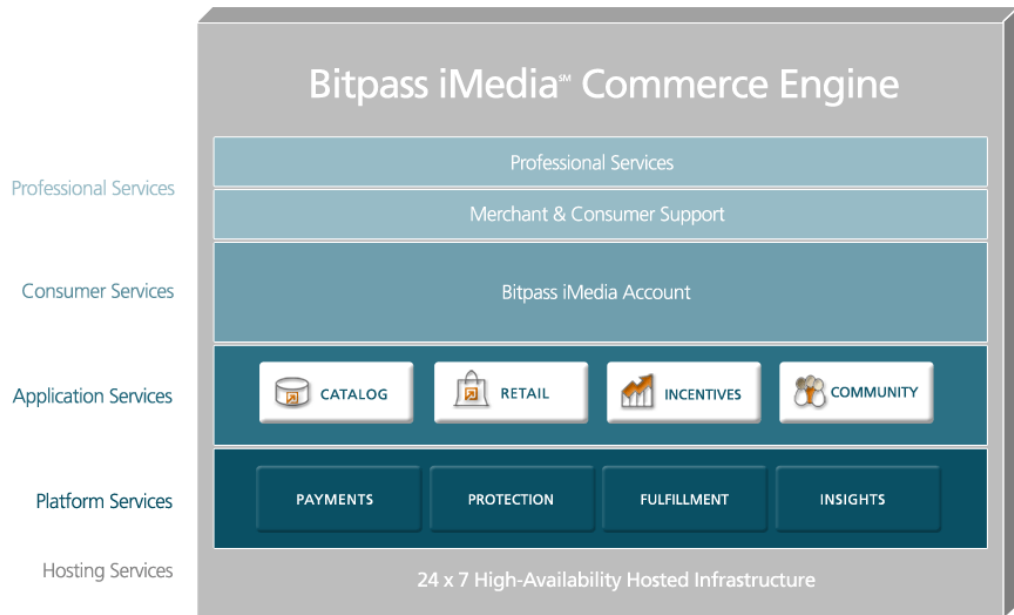 Bitpass iMedia℠ Commerce Engine
Professional Services
Professional Services
Merchant & Consumer Support
Consumer Services
Bitpass iMedia Account
Application Services
CATALOG
RETAIL
INCENTIVES
COMMUNITY
Platform Services
PAYMENTS
PROTECTION
FULFILLMENT
INSIGHTS
Hosting Services
24 x 7 High-Availability Hosted Infrastructure